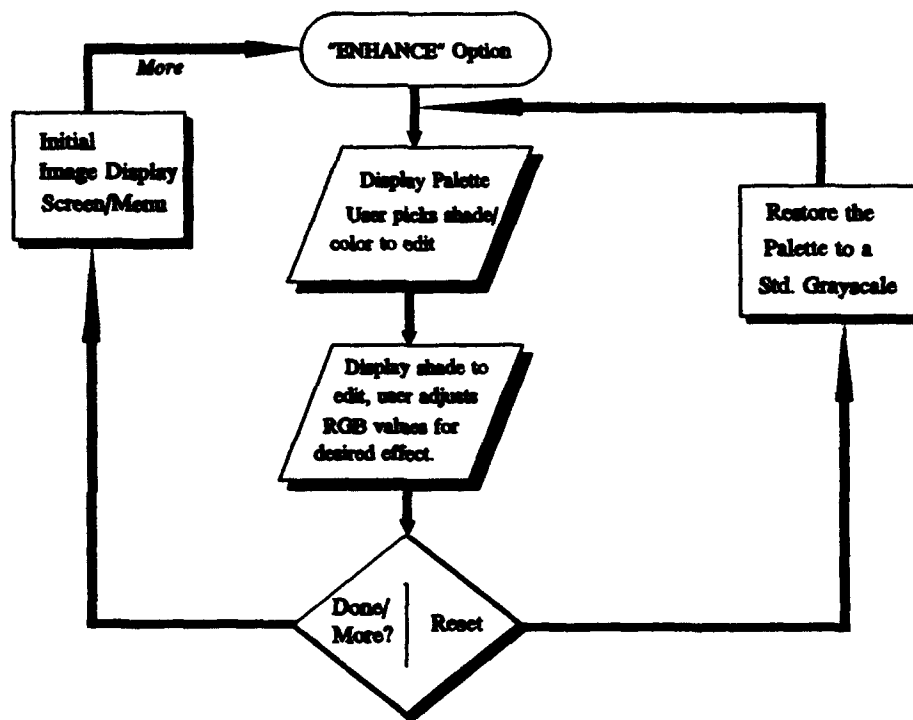 "ENHANCE" Option
More
Initial
Image Display
Screen/Menu
Display Palette
User picks shade/
color to edit
Restore the
Palette to a
Std. Grayscale
Display shade to
edit, user adjusts
RGB values for
desired effect.
Done/
More?
Reset